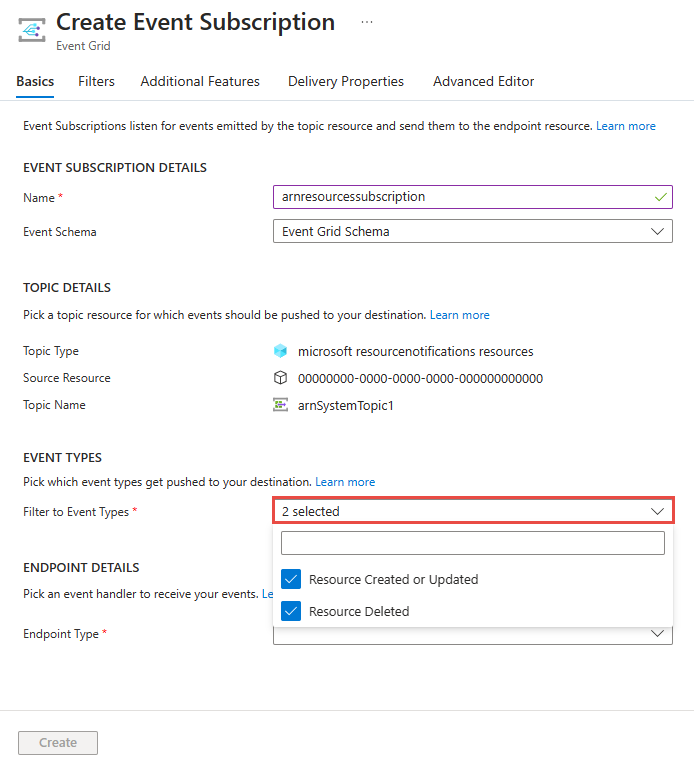 Create Event Subscription ...
Event Grid
Basics Filters Additional Features Delivery Properties Advanced Editor
Event Subscriptions listen for events emitted by the topic resource and send them to the endpoint resource. Learn more
EVENT SUBSCRIPTION DETAILS
Name * arnresourcessubscription
Event Schema Event Grid Schema
TOPIC DETAILS
Pick a topic resource for which events should be pushed to your destination. Learn more
Topic Type microsoft resourcenotifications resources
Source Resource 00000000-0000-0000-0000-000000000000
Topic Name arnSystemTopic1
EVENT TYPES
Pick which event types get pushed to your destination. Learn more
Filter to Event Types * 2 selected
Resource Created or Updated
ENDPOINT DETAILS
Pick an event handler to receive your events. Le
Resource Deleted
Endpoint Type *
Create